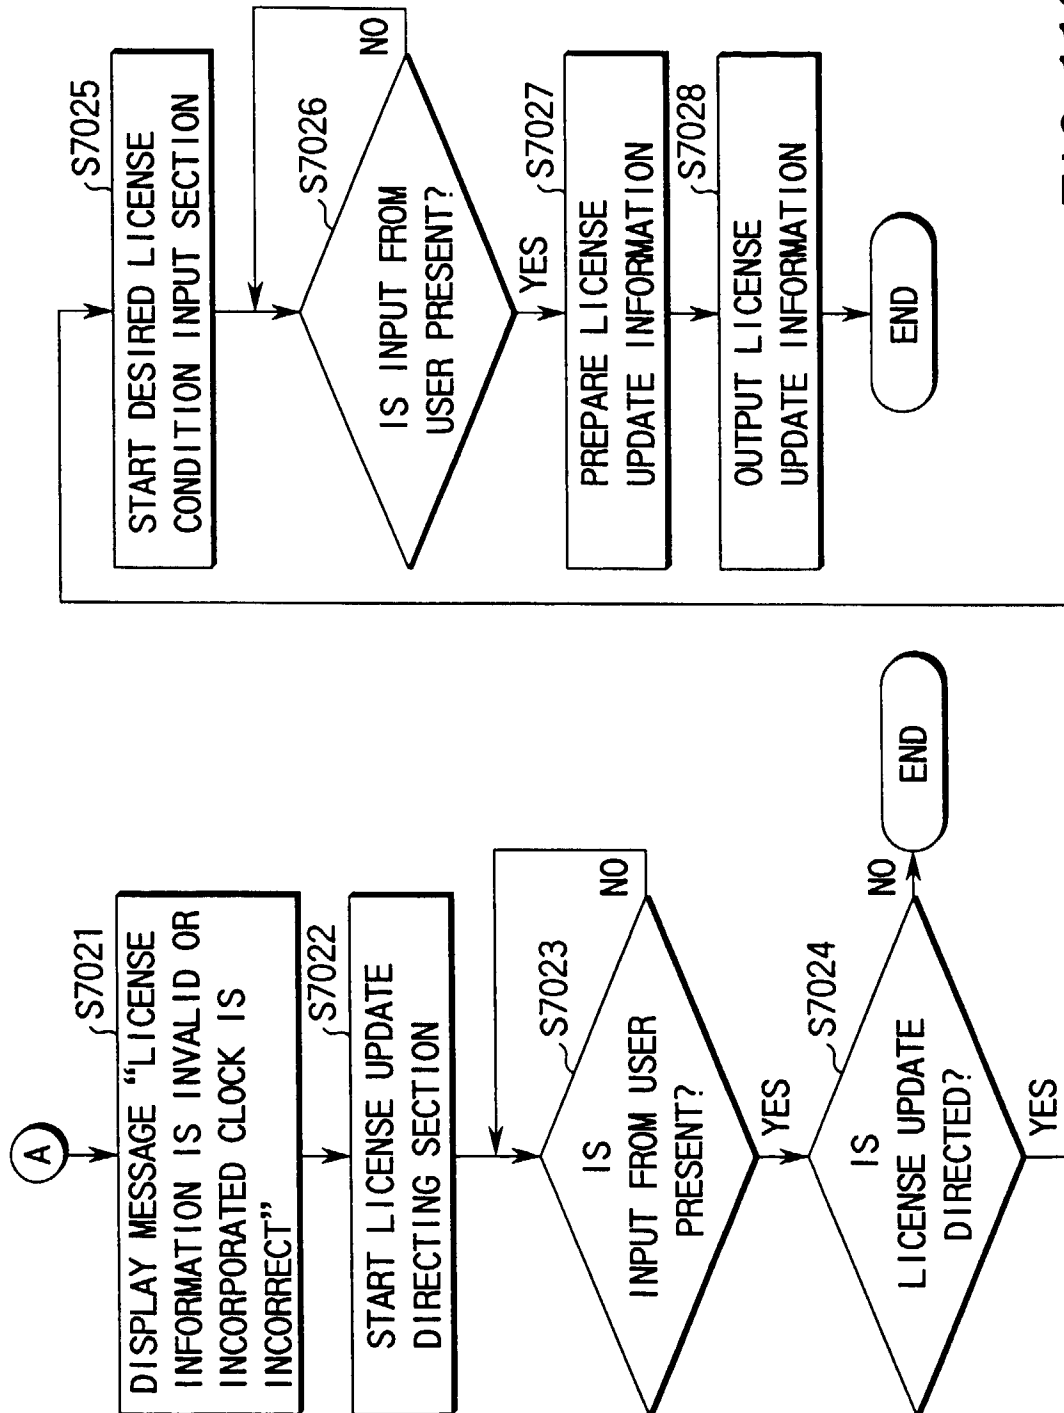 A
S7021
DISPLAY MESSAGE “LICENSE
INFORMATION IS INVALID OR
INCORPORATED CLOCK IS
INCORRECT”
S7022
START LICENSE UPDATE
DIRECTING SECTION
S7023
IS
INPUT FROM USER
PRESENT?
NO
YES
S7024
IS
LICENSE UPDATE
DIRECTED?
NO
END
YES
S7025
START DESIRED LICENSE
CONDITION INPUT SECTION
S7026
IS INPUT FROM
USER PRESENT?
NO
YES
S7027
PREPARE LICENSE
UPDATE INFORMATION
S7028
OUTPUT LICENSE
UPDATE INFORMATION
END